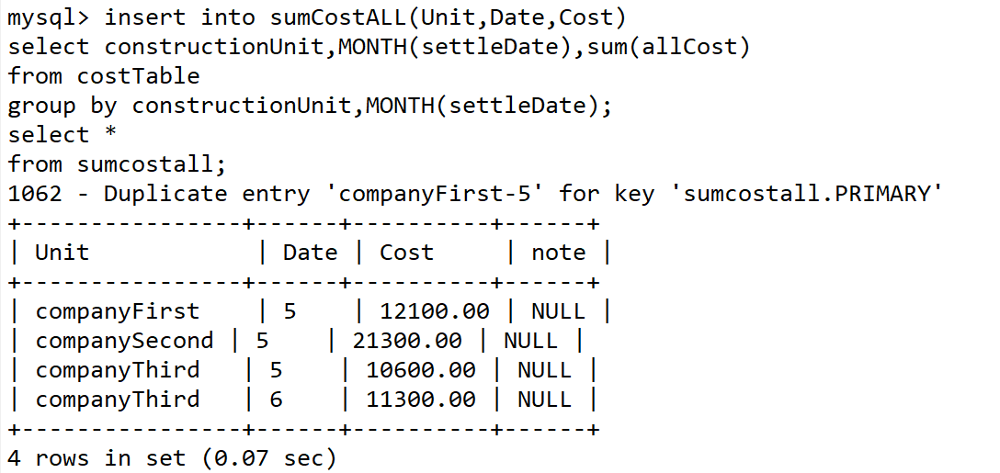 mysql> insert into sumCostALL(Unit,Date,Cost)
select constructionUnit,MONTH(settleDate),sum(allCost)
from costTable
group by constructionUnit,MONTH(settleDate);
select *
from sumcostall;
1062 - Duplicate entry 'companyFirst-5' for key 'sumcostall.PRIMARY'
+----------------+------+----------+------+
| Unit            | Date | Cost     | note |
+----------------+------+----------+------+
| companyFirst    | 5    | 12100.00 | NULL |
| companySecond | 5    | 21300.00 | NULL |
| companyThird   | 5    | 10600.00 | NULL |
| companyThird   | 6    | 11300.00 | NULL |
+----------------+------+----------+------+
4 rows in set (0.07 sec)